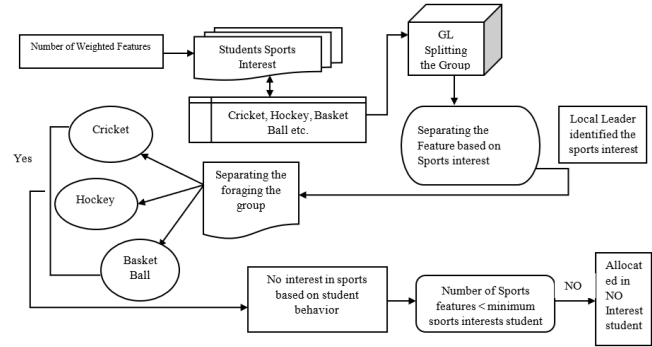 Number of Weighted Features
Students Sports
Interest
GL
Splitting
the Group
Cricket, Hockey, Basket
Ball etc.
Separating the
Feature based on
Sports interest
Local Leader
identified the
sports interest
Cricket
Yes
Hockey
Separating the
foraging the
group
Basket
Ball
No interest in sports
based on student
behavior
Number of Sports
features < minimum
sports interests student
NO
Allocat
ed in
NO
Interest
student